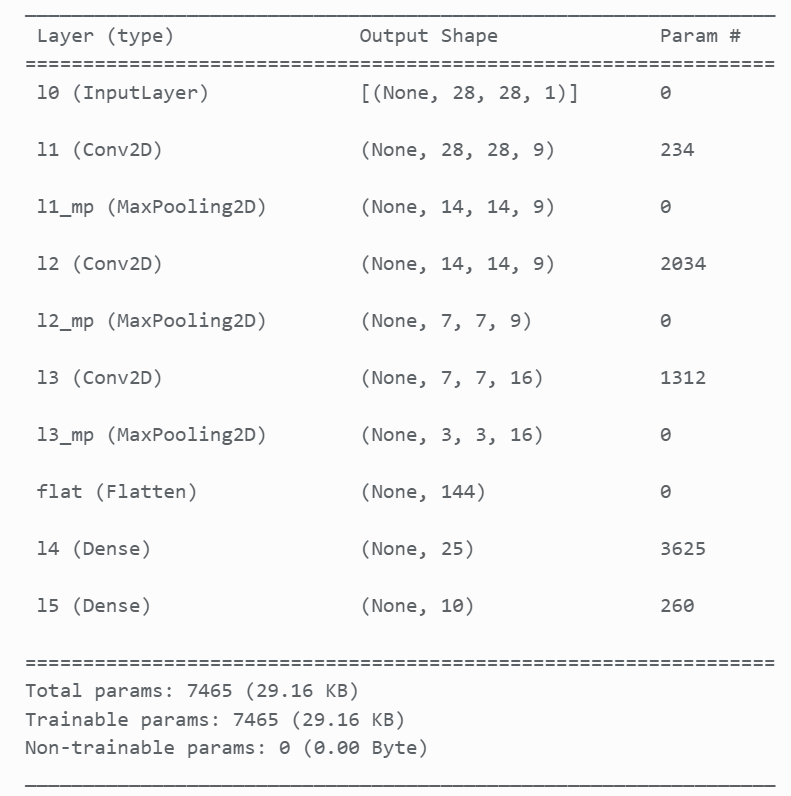 Layer (type) Output Shape Param #
=================================================================
l0 (InputLayer) [(None, 28, 28, 1)] 0
l1 (Conv2D) (None, 28, 28, 9) 234
l1_mp (MaxPooling2D) (None, 14, 14, 9) 0
l2 (Conv2D) (None, 14, 14, 9) 2034
l2_mp (MaxPooling2D) (None, 7, 7, 9) 0
l3 (Conv2D) (None, 7, 7, 16) 1312
l3_mp (MaxPooling2D) (None, 3, 3, 16) 0
flat (Flatten) (None, 144) 0
l4 (Dense) (None, 25) 3625
l5 (Dense) (None, 10) 260
=================================================================
Total params: 7465 (29.16 KB)
Trainable params: 7465 (29.16 KB)
Non-trainable params: 0 (0.00 Byte)